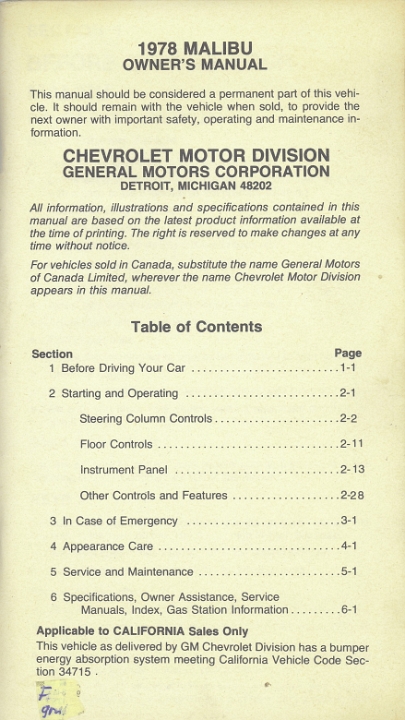 1978 MALIBU
OWNER'S MANUAL
This manual should be considered a permanent part of this vehi-
cle. It should remain with the vehicle when sold, to provide the
next owner with important safety, operating and maintenance in-
formation.
CHEVROLET MOTOR DIVISION
GENERAL MOTORS CORPORATION
DETROIT, MICHIGAN 48202
All information, illustrations and specifications contained in this
manual are based on the latest product information available at
the time of printing. The right is reserved to make changes at any
time without notice.
For vehicles sold in Canada, substitute the name General Motors
of Canada Limited, wherever the name Chevrolet Motor Division
appears in this manual.
Table of Contents
Section Page
1 Before Driving Your Car ........................1-1
2 Starting and Operating ........................2-1
Steering Column Controls....................2-2
Floor Controls .............................2-11
Instrument Panel ..........................2-13
Other Controls and Features .................2-28
3 In Case of Emergency .........................3-1
4 Appearance Care .............................4-1
5 Service and Maintenance ......................5-1
6 Specifications, Owner Assistance, Service
Manuals, Index, Gas Station Information.........6-1
Applicable to CALIFORNIA Sales Only
This vehicle as delivered by GM Chevrolet Division has a bumper
energy absorption system meeting California Vehicle Code Sec-
tion 34715 .